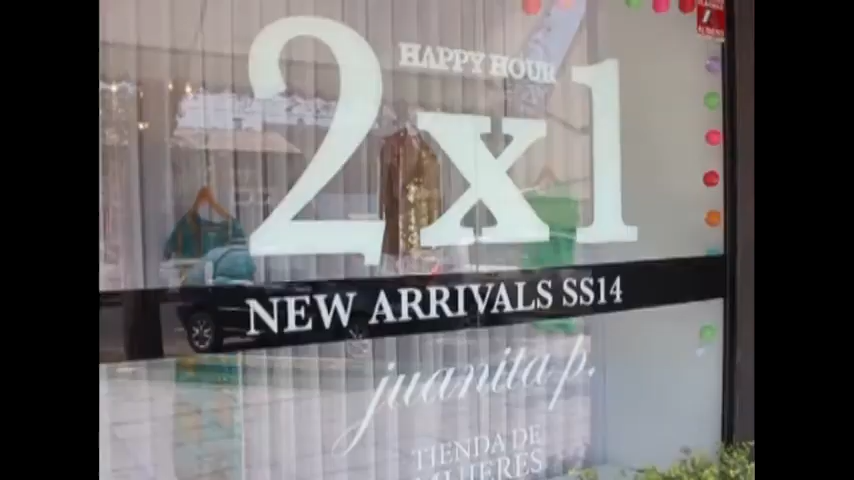 HAPPY HOUR
2x1
NEW ARRIVALS SS14
juanita p.
TIENDA DE
MUJERES